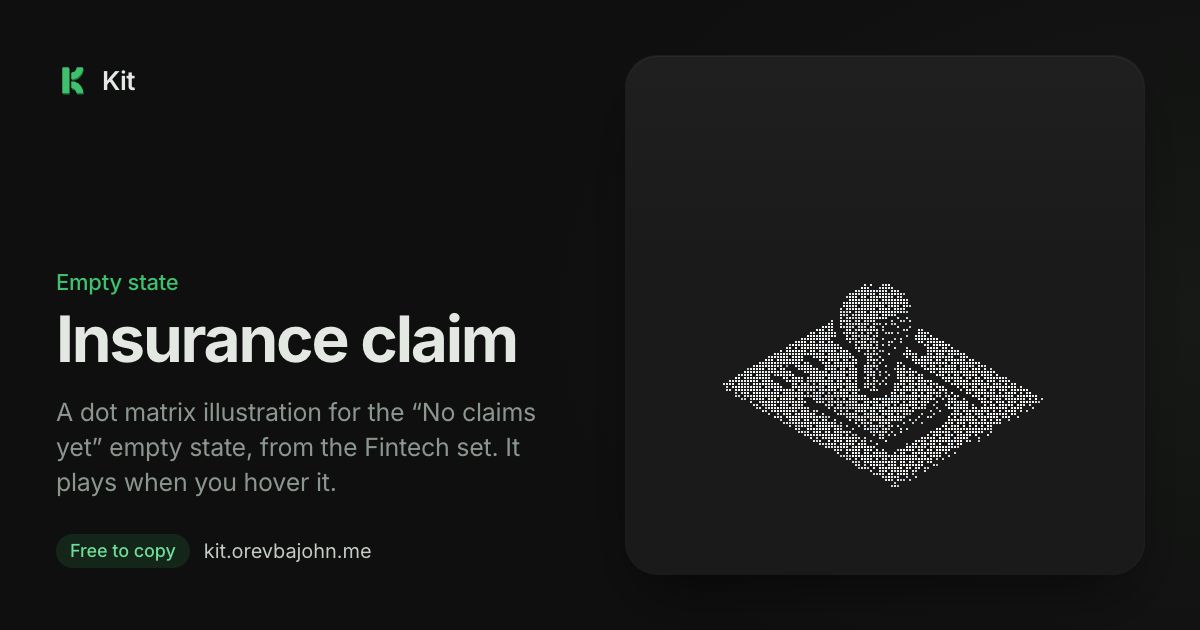 Kit
Empty state
Insurance claim
A dot matrix illustration for the “No claims
yet” empty state, from the Fintech set. It
plays when you hover it.
Free to copy
kit.orevbajohn.me